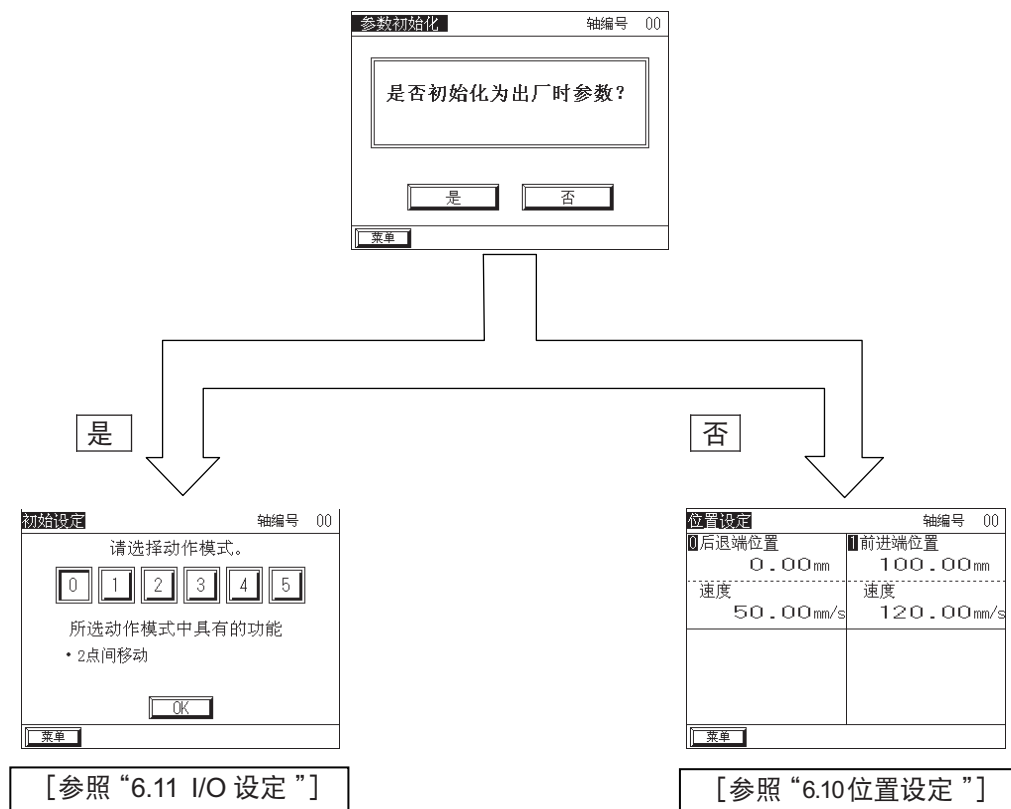 参数初始化 轴编号 00
是否初始化为出厂时参数?
是 否
菜单
是
否
初始设定 轴编号 00
请选择动作模式。
0 1 2 3 4 5
所选动作模式中具有的功能
・2点间移动
OK
菜单
[参照 “6.11 I/O 设定 ”]
位置设定 轴编号 00
0 后退端位置 1 前进端位置
0.00mm 100.00mm
速度 速度
50.00mm/s 120.00mm/s
菜单
[参照 “6.10位置设定 ”]